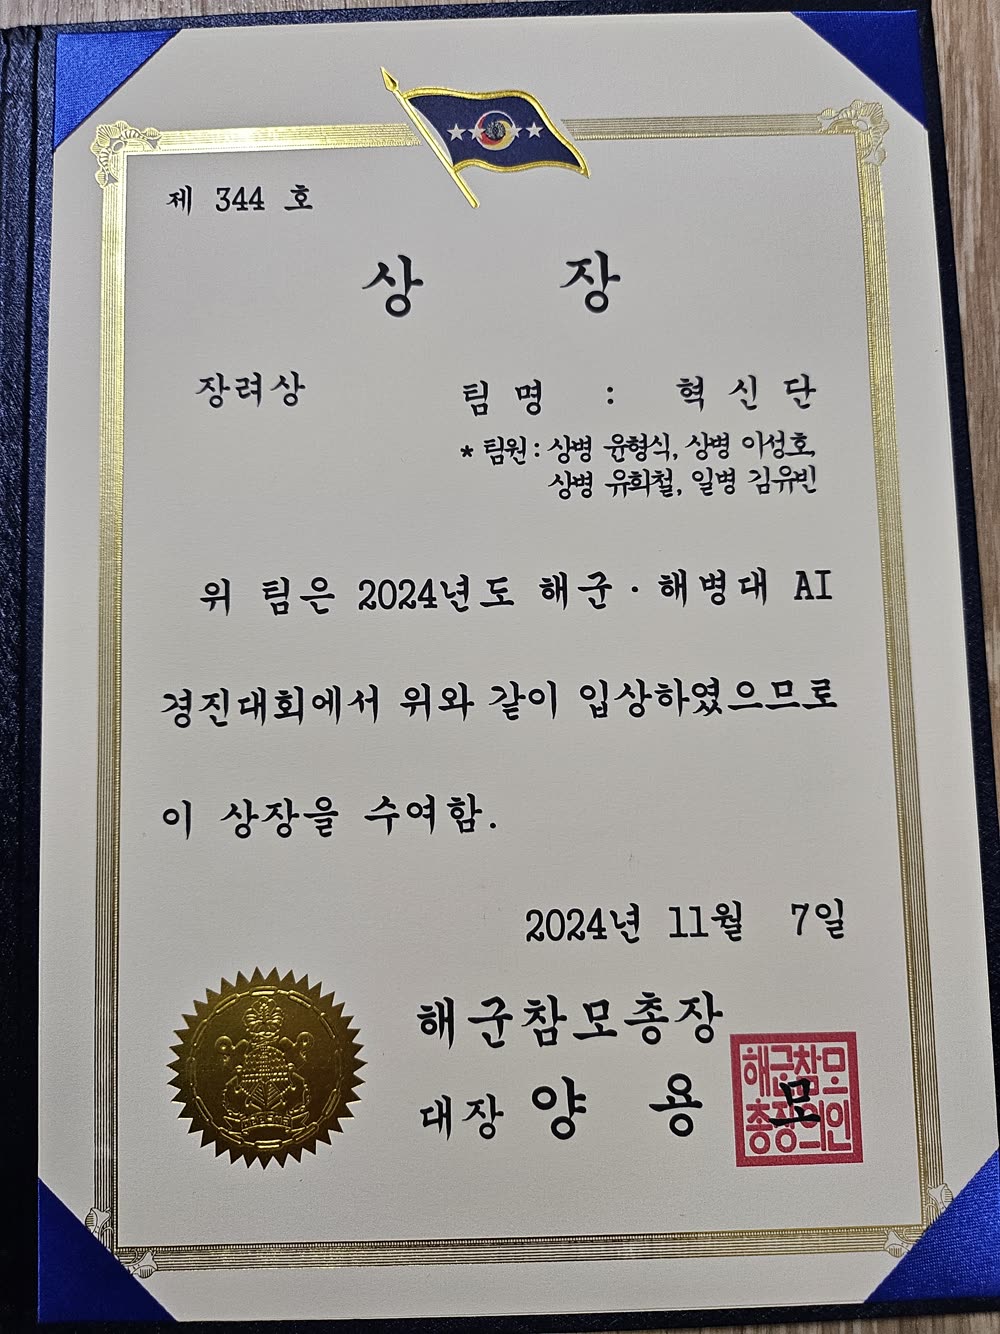 제 344 호
상 장
장려상 팀 명 : 혁 신 단
* 팀원 : 상병 윤형식, 상병 이성호,
상병 유희철, 일병 김유빈
위 팀은 2024년도 해군 · 해병대 AI
경진대회에서 위와 같이 입상하였으므로
이 상장을 수여함.
2024년 11월 7일
해군참모총장
대장 양 용 모
해군참모
총장의인